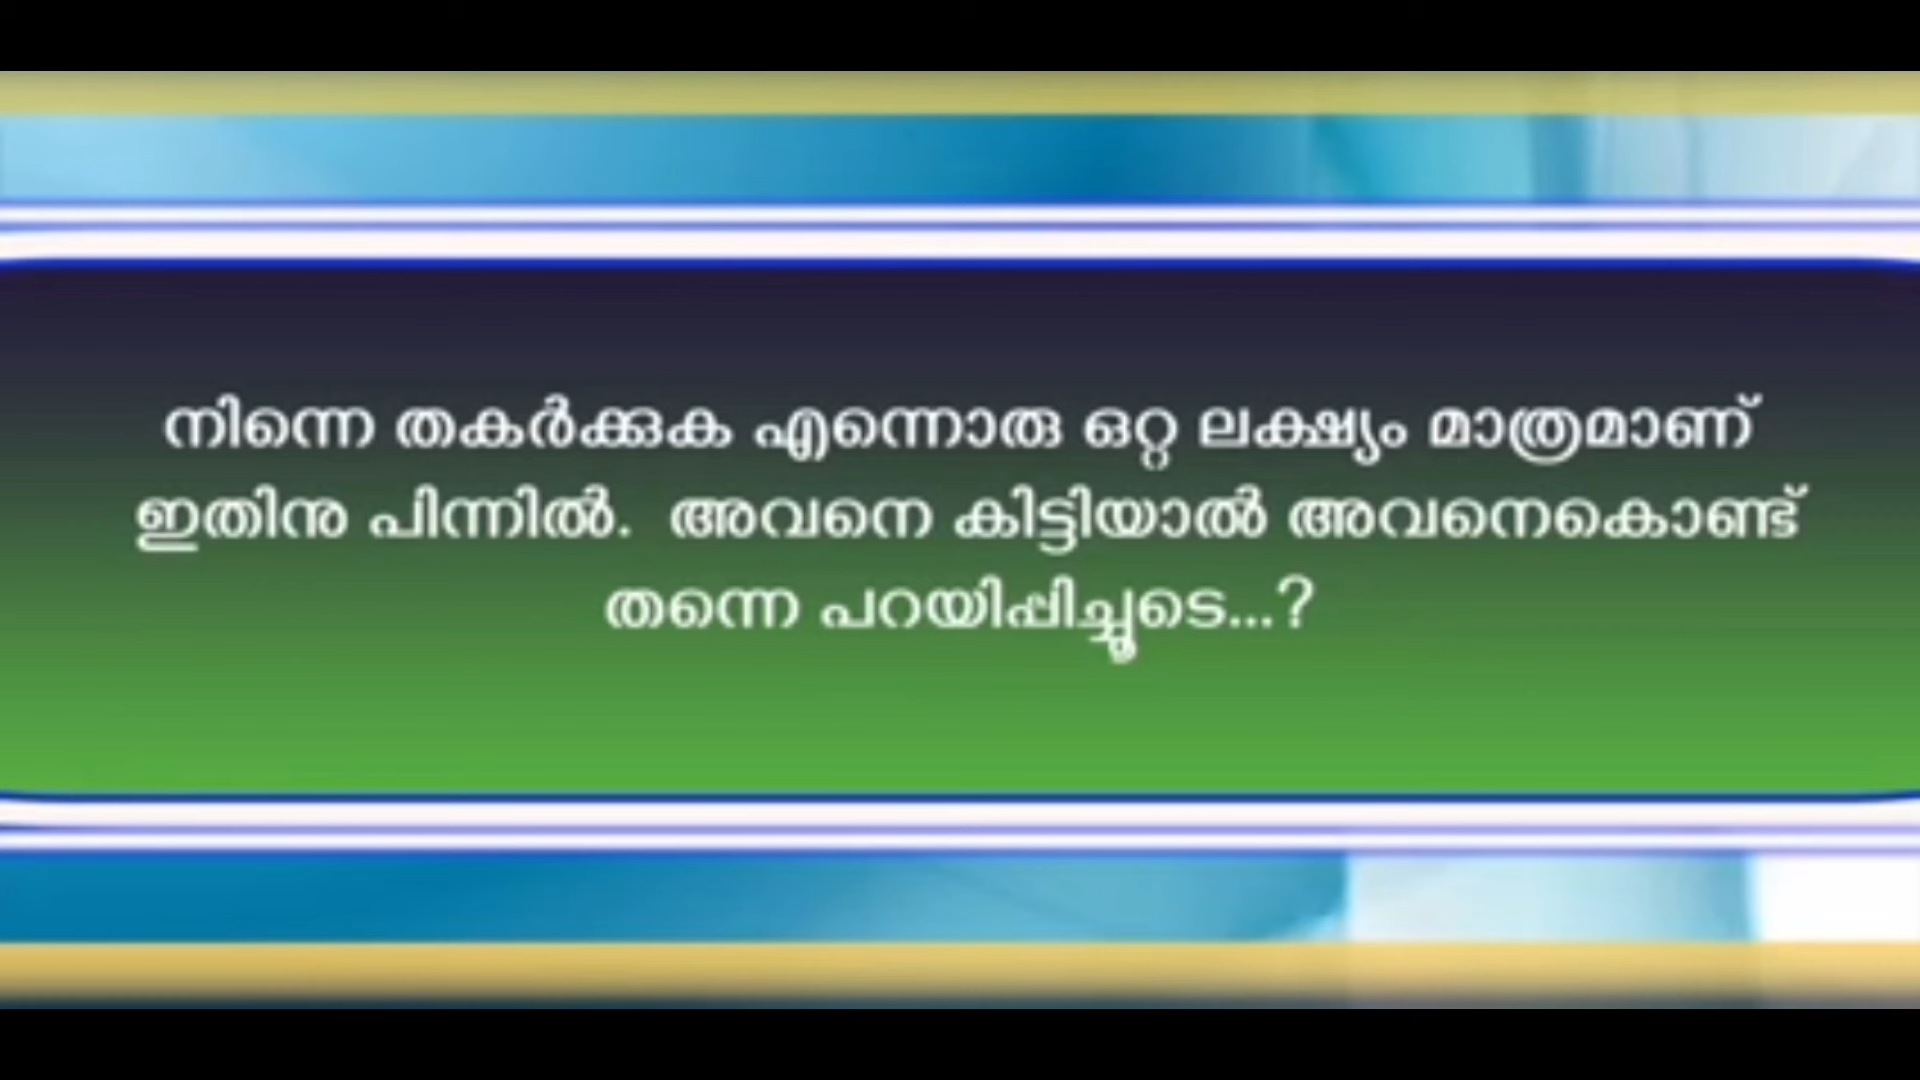 നിന്നെ തകർക്കുക എന്നൊരു ഒറ്റ ലക്ഷ്യം മാത്രമാണ്
ഇതിനു പിന്നിൽ. അവനെ കിട്ടിയാൽ അവനെകൊണ്ട്
തന്നെ പറയിപ്പിച്ചൂടെ...?